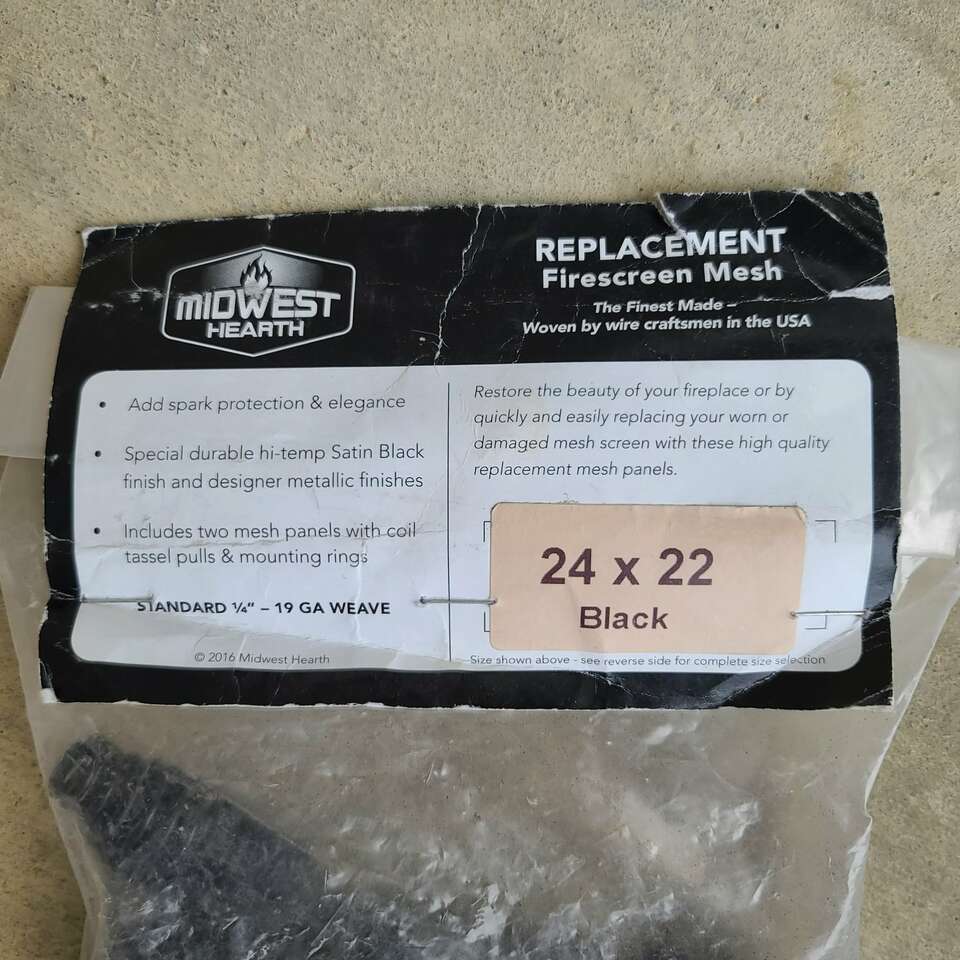 MIDWEST
HEARTH
REPLACEMENT
Firescreen Mesh
The Finest Made –
Woven by wire craftsmen in the USA
• Add spark protection & elegance
• Special durable hi-temp Satin Black
finish and designer metallic finishes
• Includes two mesh panels with coil
tassel pulls & mounting rings
STANDARD ¼" – 19 GA WEAVE
© 2016 Midwest Hearth
Restore the beauty of your fireplace or by
quickly and easily replacing your worn or
damaged mesh screen with these high quality
replacement mesh panels.
24 x 22
Black
Size shown above - see reverse side for complete size selection